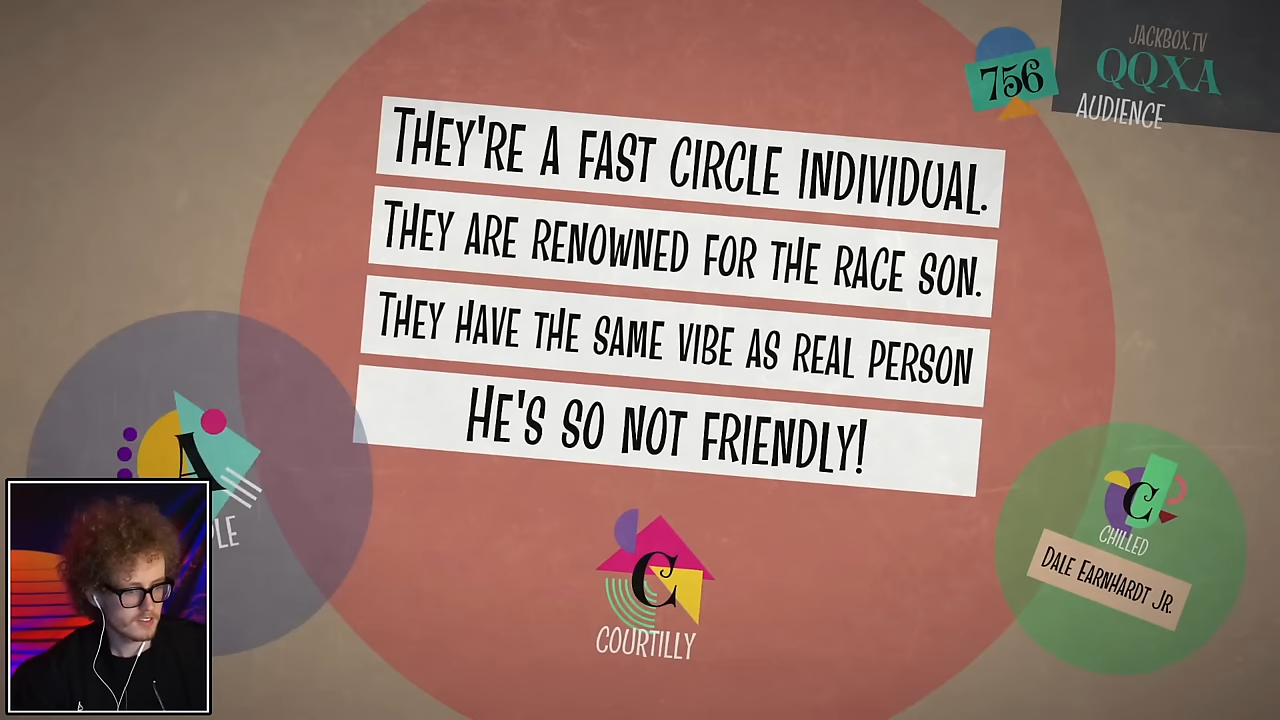 JACKBOX.TV
QQXA
756
AUDIENCE
THEY'RE A FAST CIRCLE INDIVIDUAL.
THEY ARE RENOWNED FOR THE RACE SON.
THEY HAVE THE SAME VIBE AS REAL PERSON
HE'S SO NOT FRIENDLY!
A
PLE
C
COURTILLY
C
CHILLED
DALE EARNHARDT JR.